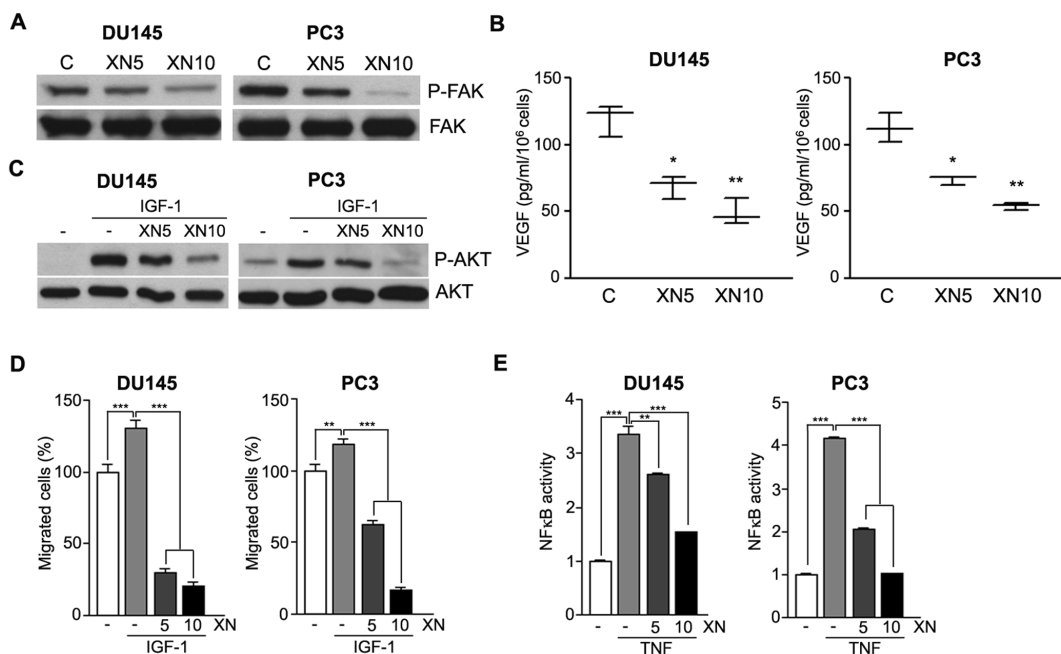 A
DU145 PC3
C XN5 XN10 C XN5 XN10
P-FAK
FAK
B
DU145 PC3
VEGF (pg/ml/10⁶ cells)
150
100
50
0
*
**
C XN5 XN10
VEGF (pg/ml/10⁶ cells)
150
100
50
0
*
**
C XN5 XN10
C
DU145 PC3
IGF-1 IGF-1
- - XN5 XN10 - - XN5 XN10
P-AKT
AKT
D
DU145
Migrated cells (%)
150
100
50
0
*** ***
- - 5 10 XN
IGF-1
PC3
Migrated cells (%)
150
100
50
0
** ***
- - 5 10 XN
IGF-1
E
DU145
NFκB activity
4
3
2
1
0
***
*** **
- - 5 10 XN
TNF
PC3
NFκB activity
5
4
3
2
1
0
*** ***
- - 5 10 XN
TNF